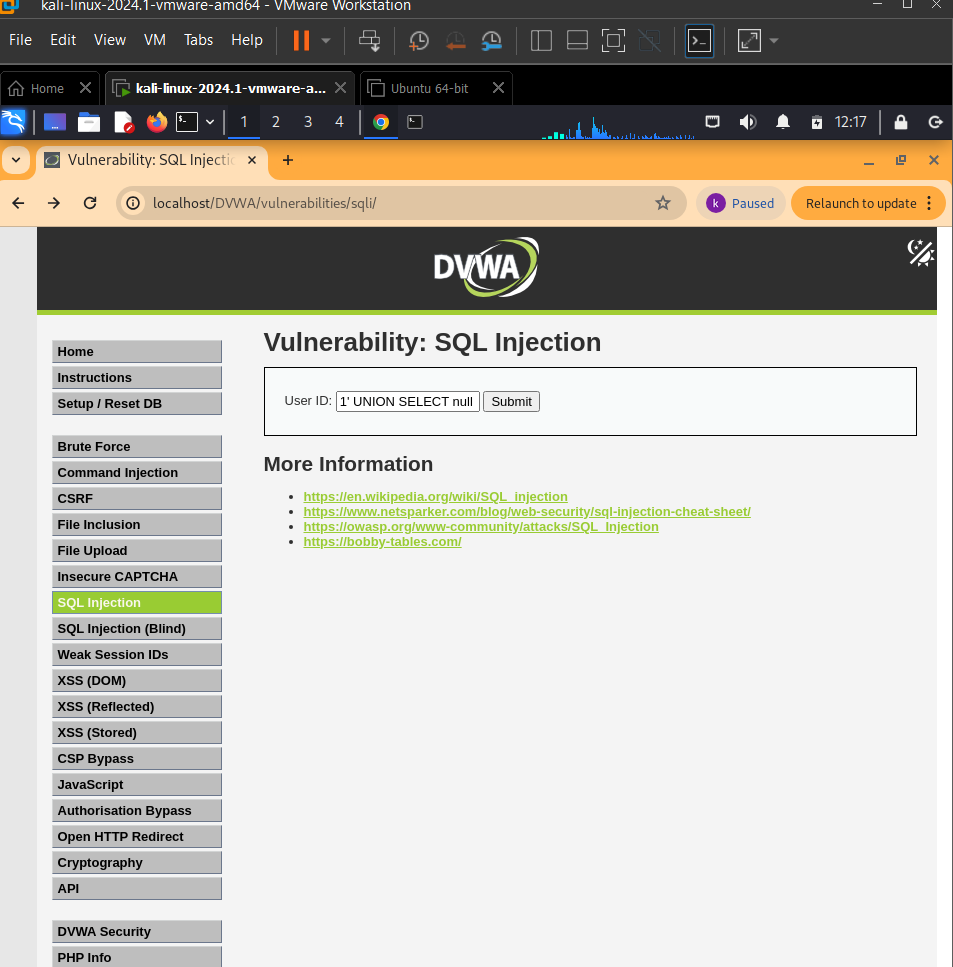 kali-linux-2024.1-vmware-amd64 - VMware Workstation
File Edit View VM Tabs Help
Home kali-linux-2024.1-vmware-a... Ubuntu 64-bit
1 2 3 4 12:17
Vulnerability: SQL Injectic
localhost/DVWA/vulnerabilities/sqli/ k Paused Relaunch to update
DVWA
Vulnerability: SQL Injection
User ID: 1' UNION SELECT null Submit
More Information
https://en.wikipedia.org/wiki/SQL_injection
https://www.netsparker.com/blog/web-security/sql-injection-cheat-sheet/
https://owasp.org/www-community/attacks/SQL_Injection
https://bobby-tables.com/
Home
Instructions
Setup / Reset DB
Brute Force
Command Injection
CSRF
File Inclusion
File Upload
Insecure CAPTCHA
SQL Injection
SQL Injection (Blind)
Weak Session IDs
XSS (DOM)
XSS (Reflected)
XSS (Stored)
CSP Bypass
JavaScript
Authorisation Bypass
Open HTTP Redirect
Cryptography
API
DVWA Security
PHP Info